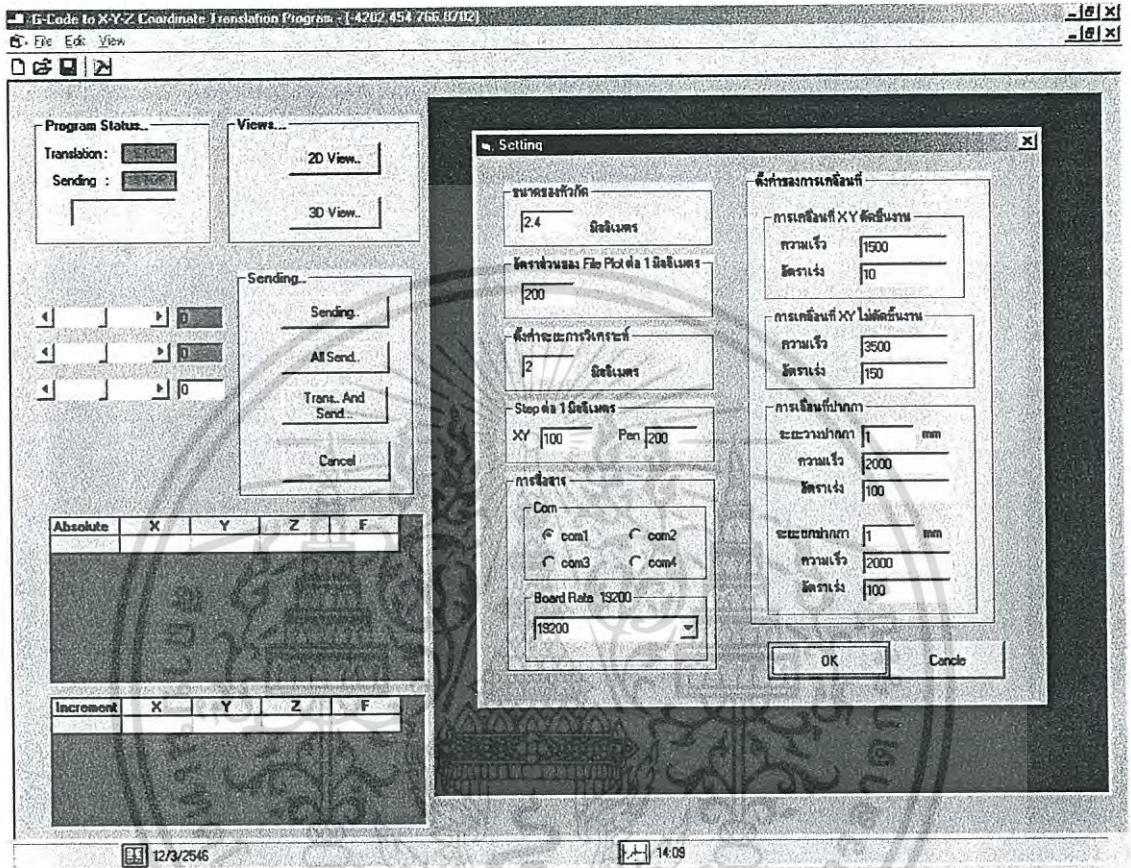 G-Code to X-Y-Z Coordinate Translation Program - [-4202.454 766.8702]
File Edit View
Program Status..
Translation : STOP
Sending : STOP
Views...
2D View..
3D View..
0
0
0
Sending..
Sending..
All Send..
Trans.. And
Send...
Cancel
Absolute X Y Z F
Increment X Y Z F
Setting
ขนาดของหัวกัด
2.4 มิลลิเมตร
อัตราส่วนของ File Plot ต่อ 1 มิลลิเมตร
200
ตั้งค่าระยะการวิเคราะห์
2 มิลลิเมตร
Step ต่อ 1 มิลลิเมตร
XY 100 Pen 200
การสื่อสาร
Com
com1 com2
com3 com4
Board Rate 19200
19200
ตั้งค่าของการเคลื่อนที่
การเคลื่อนที่ XY ตัดชิ้นงาน
ความเร็ว 1500
อัตราเร่ง 10
การเคลื่อนที่ XY ไม่ตัดชิ้นงาน
ความเร็ว 3500
อัตราเร่ง 150
การเลื่อนที่ปากกา
ระยะวางปากกา 1 mm
ความเร็ว 2000
อัตราเร่ง 100
ระยะยกปากกา 1 mm
ความเร็ว 2000
อัตราเร่ง 100
OK Cancle
12/3/2546 14:09